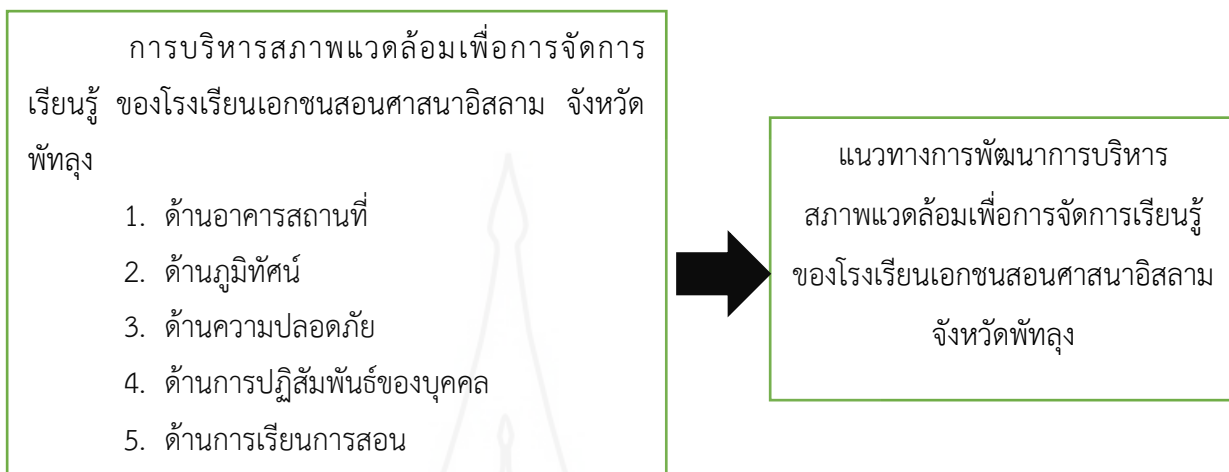 การบริหารสภาพแวดล้อมเพื่อการจัดการ
เรียนรู้ ของโรงเรียนเอกชนสอนศาสนาอิสลาม จังหวัด
พัทลุง
1. ด้านอาคารสถานที่
2. ด้านภูมิทัศน์
3. ด้านความปลอดภัย
4. ด้านการปฏิสัมพันธ์ของบุคคล
5. ด้านการเรียนการสอน
แนวทางการพัฒนาการบริหาร
สภาพแวดล้อมเพื่อการจัดการเรียนรู้
ของโรงเรียนเอกชนสอนศาสนาอิสลาม
จังหวัดพัทลุง